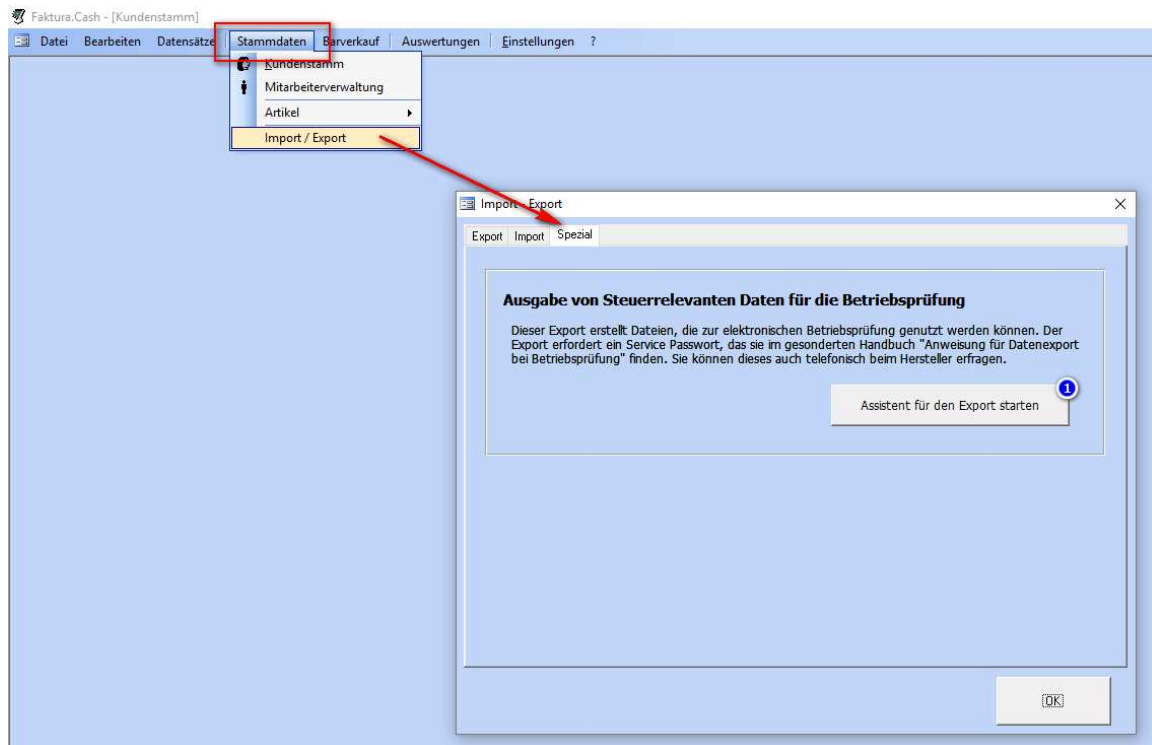 Faktura.Cash - [Kundenstamm]
Datei Bearbeiten Datensätze Stammdaten Barverkauf Auswertungen Einstellungen ?
Kundenstamm
Mitarbeiterverwaltung
Artikel
Import / Export
Import - Export
Export Import Spezial
Ausgabe von Steuerrelevanten Daten für die Betriebsprüfung
Dieser Export erstellt Dateien, die zur elektronischen Betriebsprüfung genutzt werden können. Der
Export erfordert ein Service Passwort, das sie im gesonderten Handbuch "Anweisung für Datenexport
bei Betriebsprüfung" finden. Sie können dieses auch telefonisch beim Hersteller erfragen.
1
Assistent für den Export starten
OK